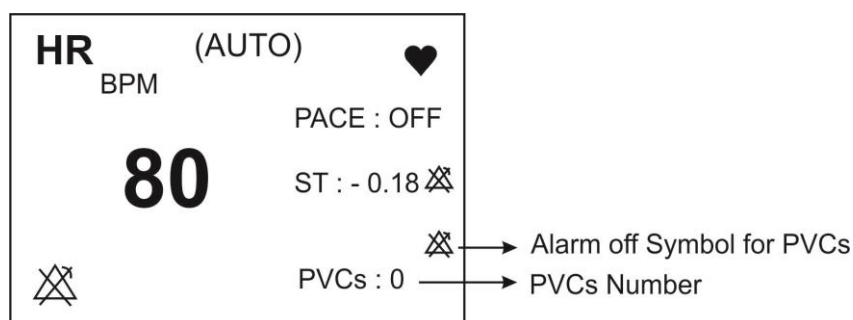 HR (AUTO)
BPM
PACE : OFF
80
ST : - 0.18
Alarm off Symbol for PVCs
PVCs : 0
PVCs Number